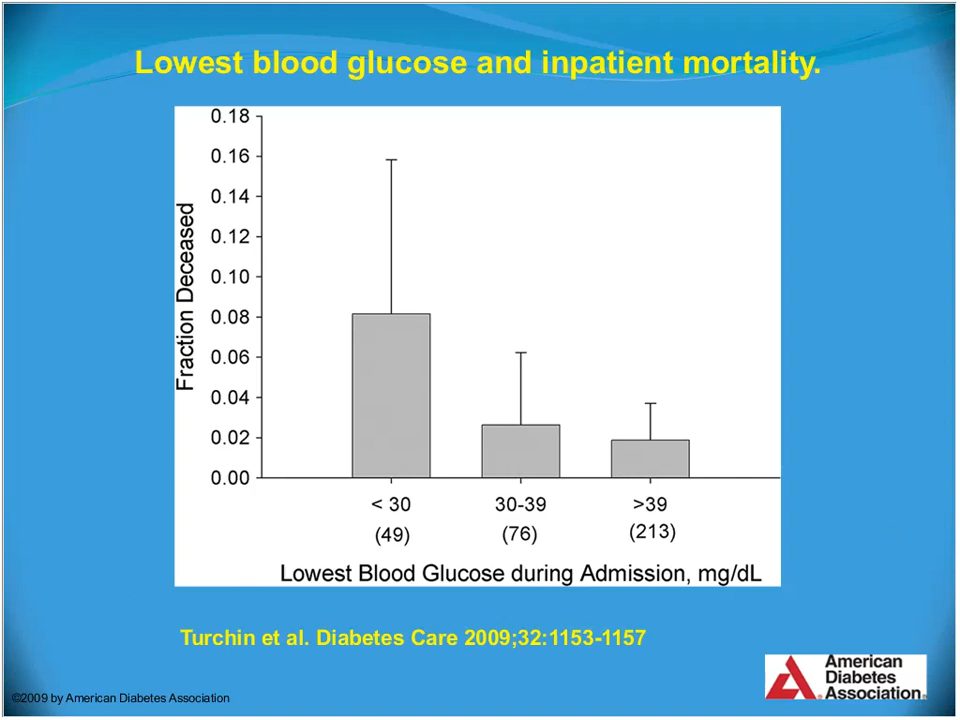 Lowest blood glucose and inpatient mortality.
Fraction Deceased
0.18
0.16
0.14
0.12
0.10
0.08
0.06
0.04
0.02
0.00
< 30 30-39 >39
(49) (76) (213)
Lowest Blood Glucose during Admission, mg/dL
Turchin et al. Diabetes Care 2009;32:1153-1157
American
Diabetes
Association.
©2009 by American Diabetes Association